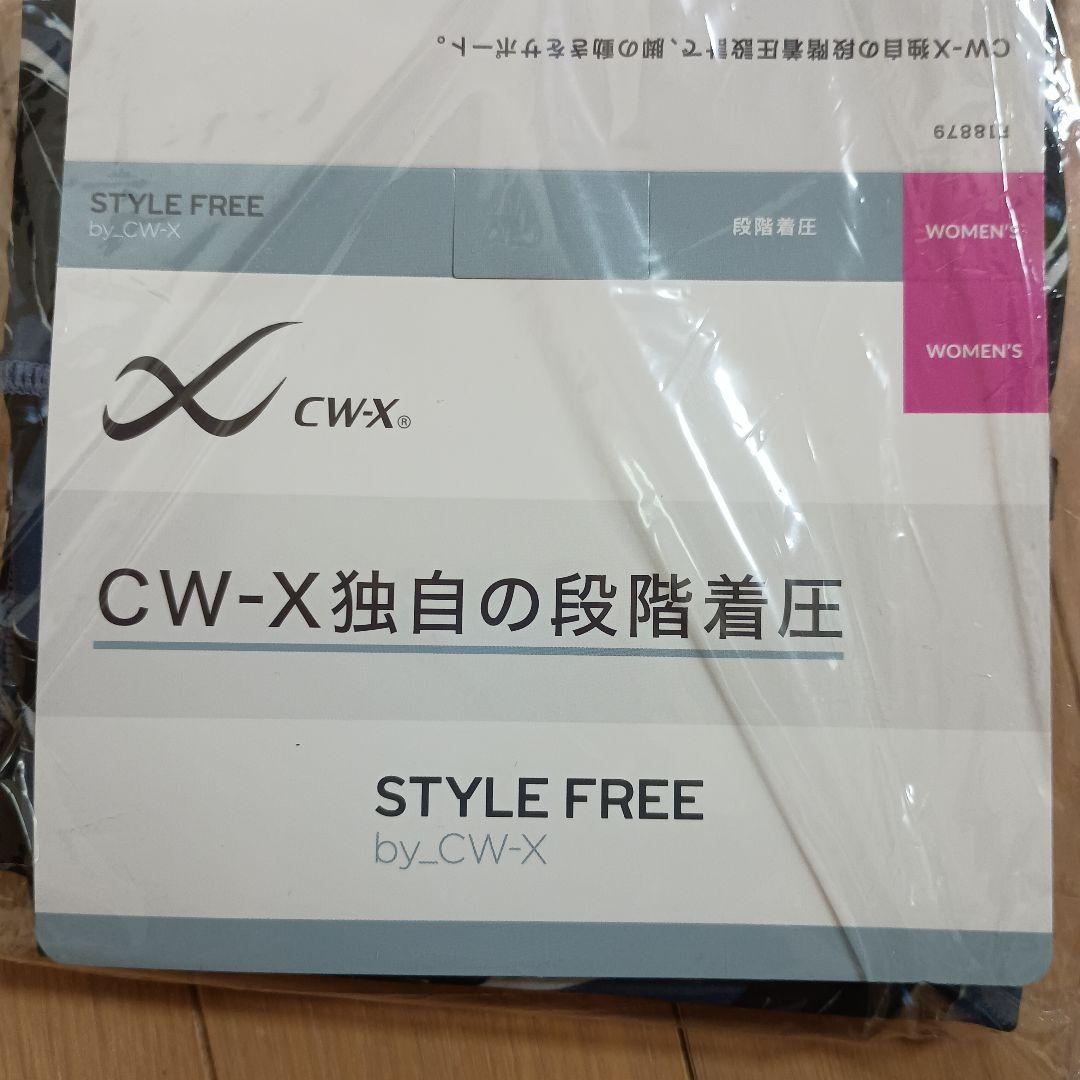 CW-X独自の段階着圧設計で、脚の動きをサポート。
F18879
STYLE FREE
by_CW-X
段階着圧
WOMEN'S
WOMEN'S
CW-X®
CW-X独自の段階着圧
STYLE FREE
by_CW-X